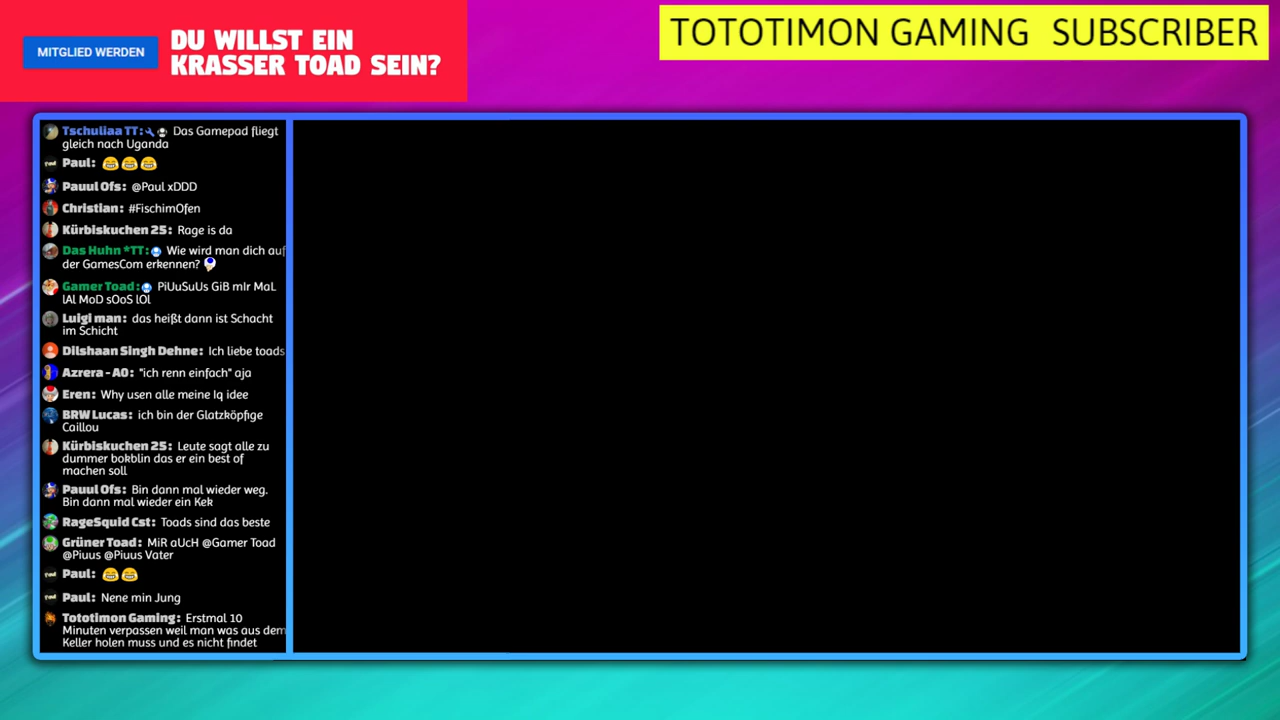 MITGLIED WERDEN
DU WILLST EIN
KRASSER TOAD SEIN?
TOTOTIMON GAMING SUBSCRIBER
Tschuliaa TT: Das Gamepad fliegt
gleich nach Uganda
Paul: 😂😂😂
Pauul Ofs: @Paul xDDD
Christian: #FischimOfen
Kürbiskuchen 25: Rage is da
Das Huhn *TT: Wie wird man dich auf
der GamesCom erkennen?
Gamer Toad: PiUuSuUs GiB mIr MaL
lAl MoD sOoS lOl
Luigi man: das heißt dann ist Schacht
im Schicht
Dilshaan Singh Dehne: Ich liebe toads
Azrera - AO: "ich renn einfach" aja
Eren: Why usen alle meine Iq idee
BRW Lucas: ich bin der Glatzköpfige
Caillou
Kürbiskuchen 25: Leute sagt alle zu
dummer bokblin das er ein best of
machen soll
Pauul Ofs: Bin dann mal wieder weg.
Bin dann mal wieder ein Kek
RageSquid Cst: Toads sind das beste
Grüner Toad: MiR aUcH @Gamer Toad
@Piuus @Piuus Vater
Paul: 😂😂
Paul: Nene min Jung
Tototimon Gaming: Erstmal 10
Minuten verpassen weil man was aus dem
Keller holen muss und es nicht findet